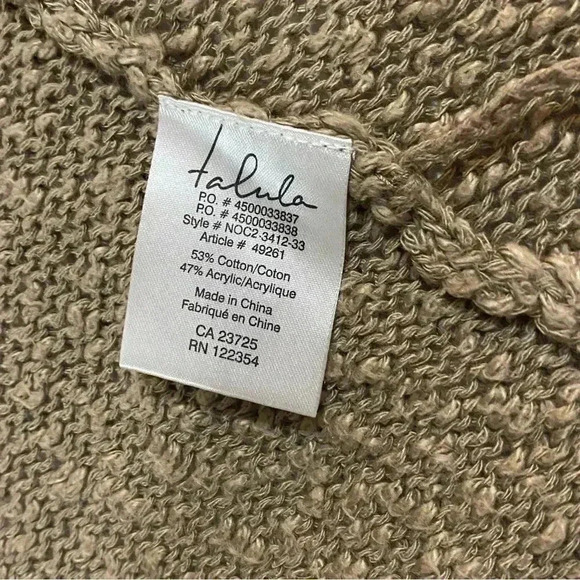 talula
P.O. # 4500033837
P.O. # 4500033838
Style # NOC2-3412-33
Article # 49261
53% Cotton/Coton
47% Acrylic/Acrylique
Made in China
Fabriqué en Chine
CA 23725
RN 122354